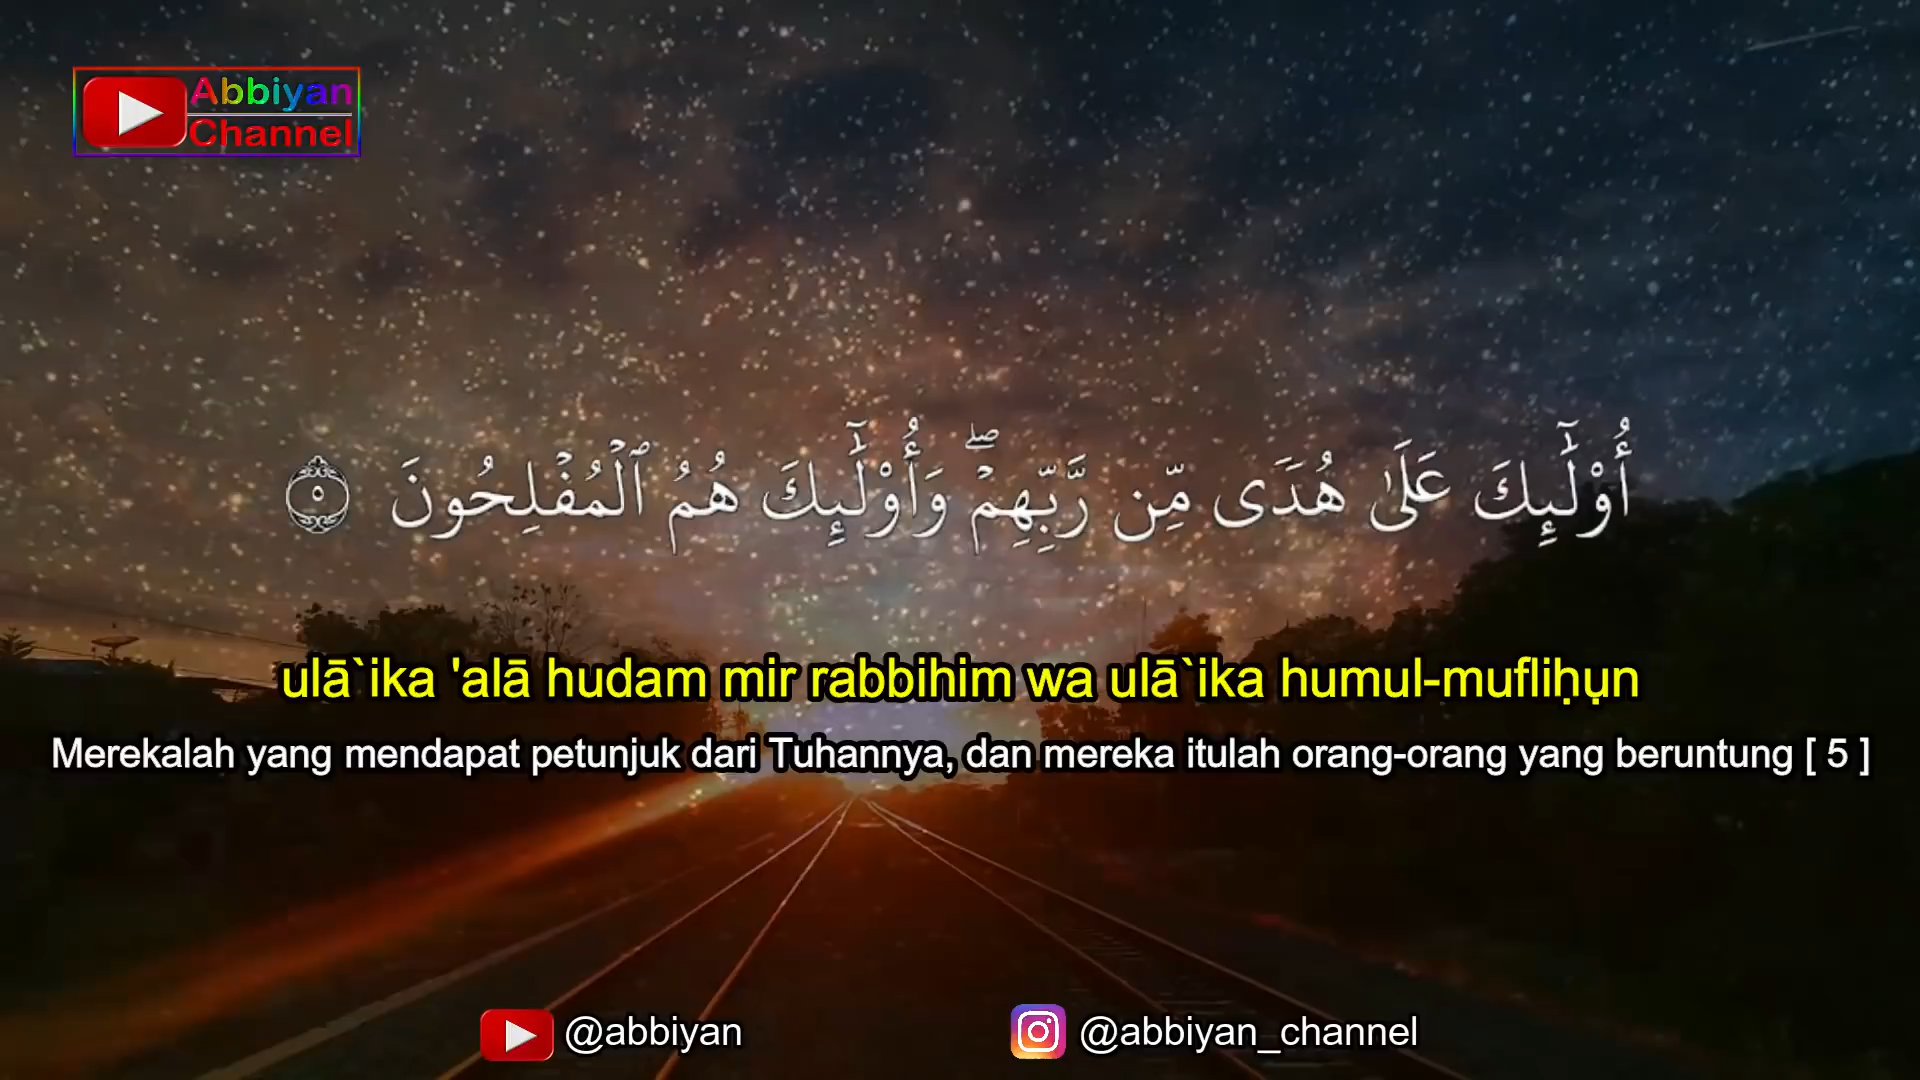 Abbiyan
Channel
أُوْلَٰٓئِكَ عَلَىٰ هُدٗى مِّن رَّبِّهِمۡۖ وَأُوْلَٰٓئِكَ هُمُ ٱلۡمُفۡلِحُونَ ٥
ulā`ika 'alā hudam mir rabbihim wa ulā`ika humul-mufliḥụn
Merekalah yang mendapat petunjuk dari Tuhannya, dan mereka itulah orang-orang yang beruntung [ 5 ]
@abbiyan
@abbiyan_channel